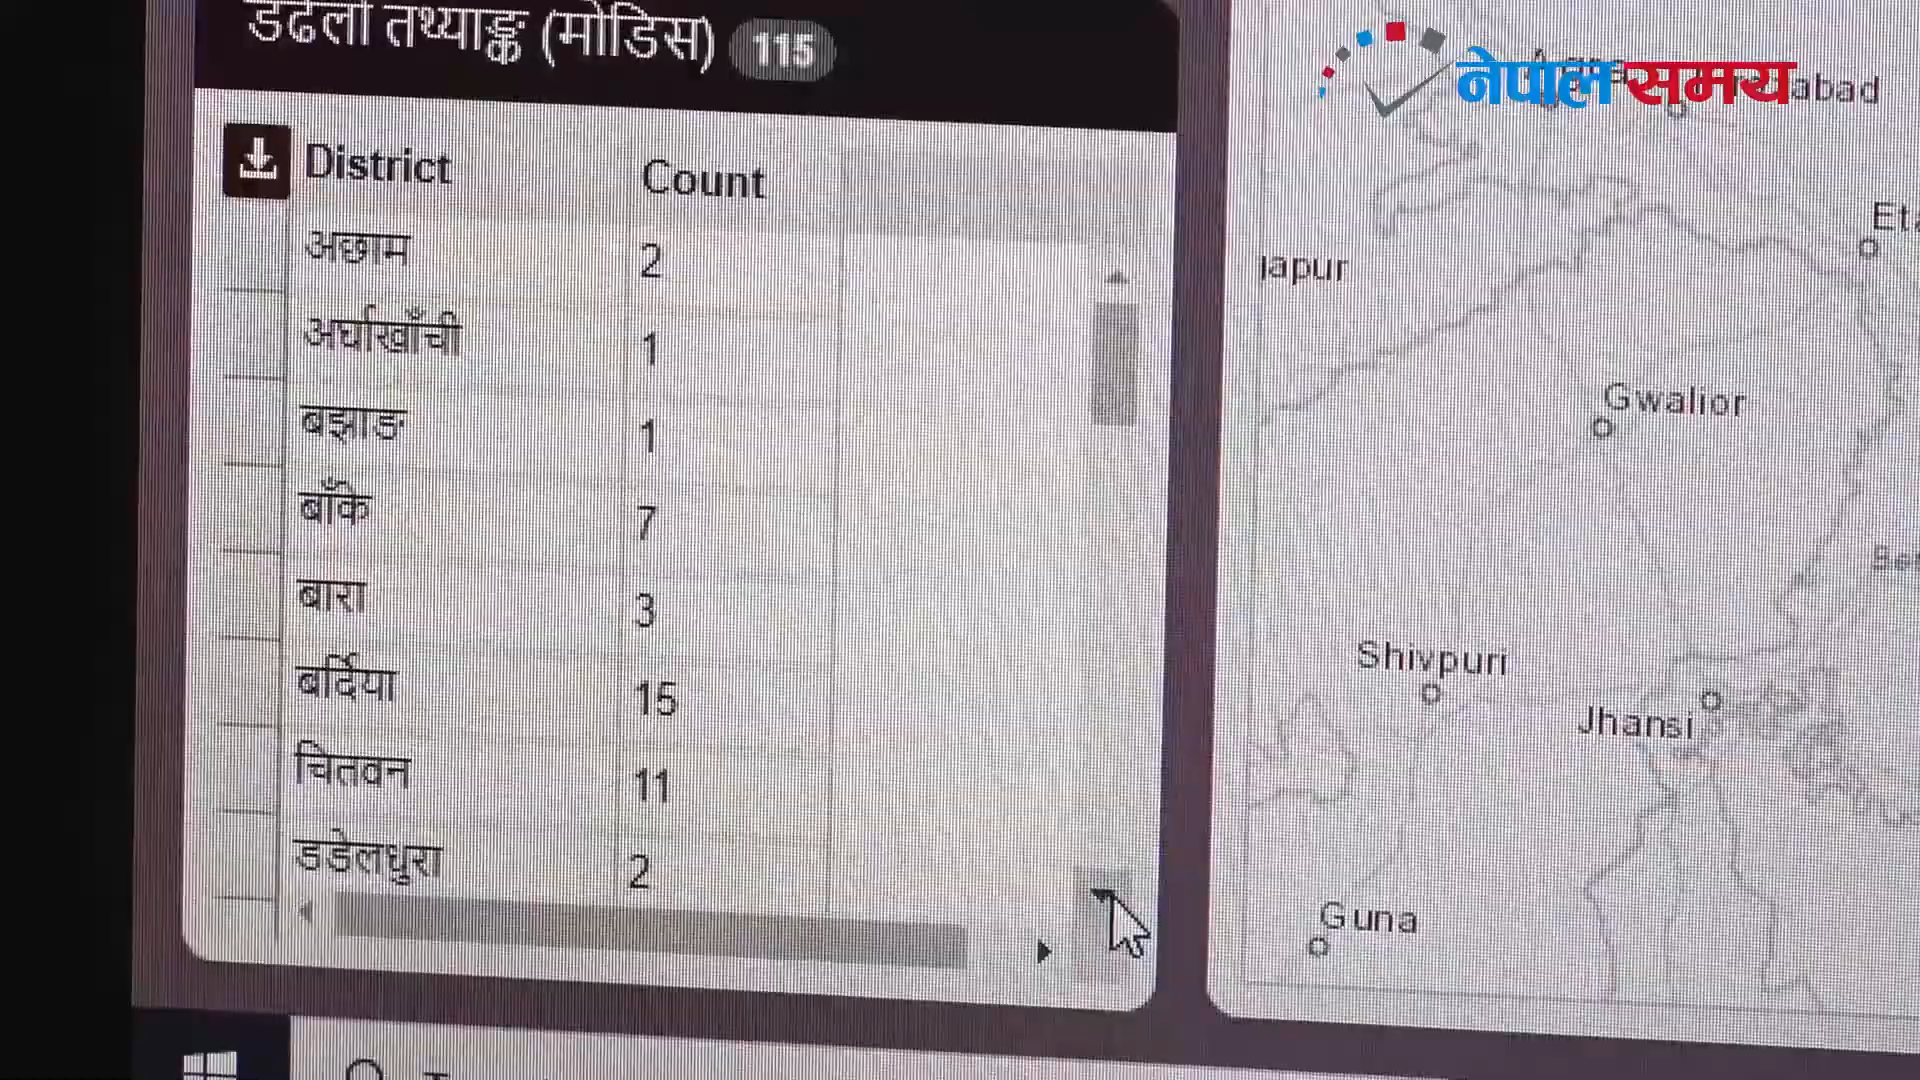 डढेलो तथ्याङ्क (मोडिस) 115
District Count
अछाम 2
अर्घाखाँची 1
बझाङ 1
बाँके 7
बारा 3
बर्दिया 15
चितवन 11
डडेलधुरा 2
नेपाल समय
Gwalior
Shivpuri
Jhansi
Guna